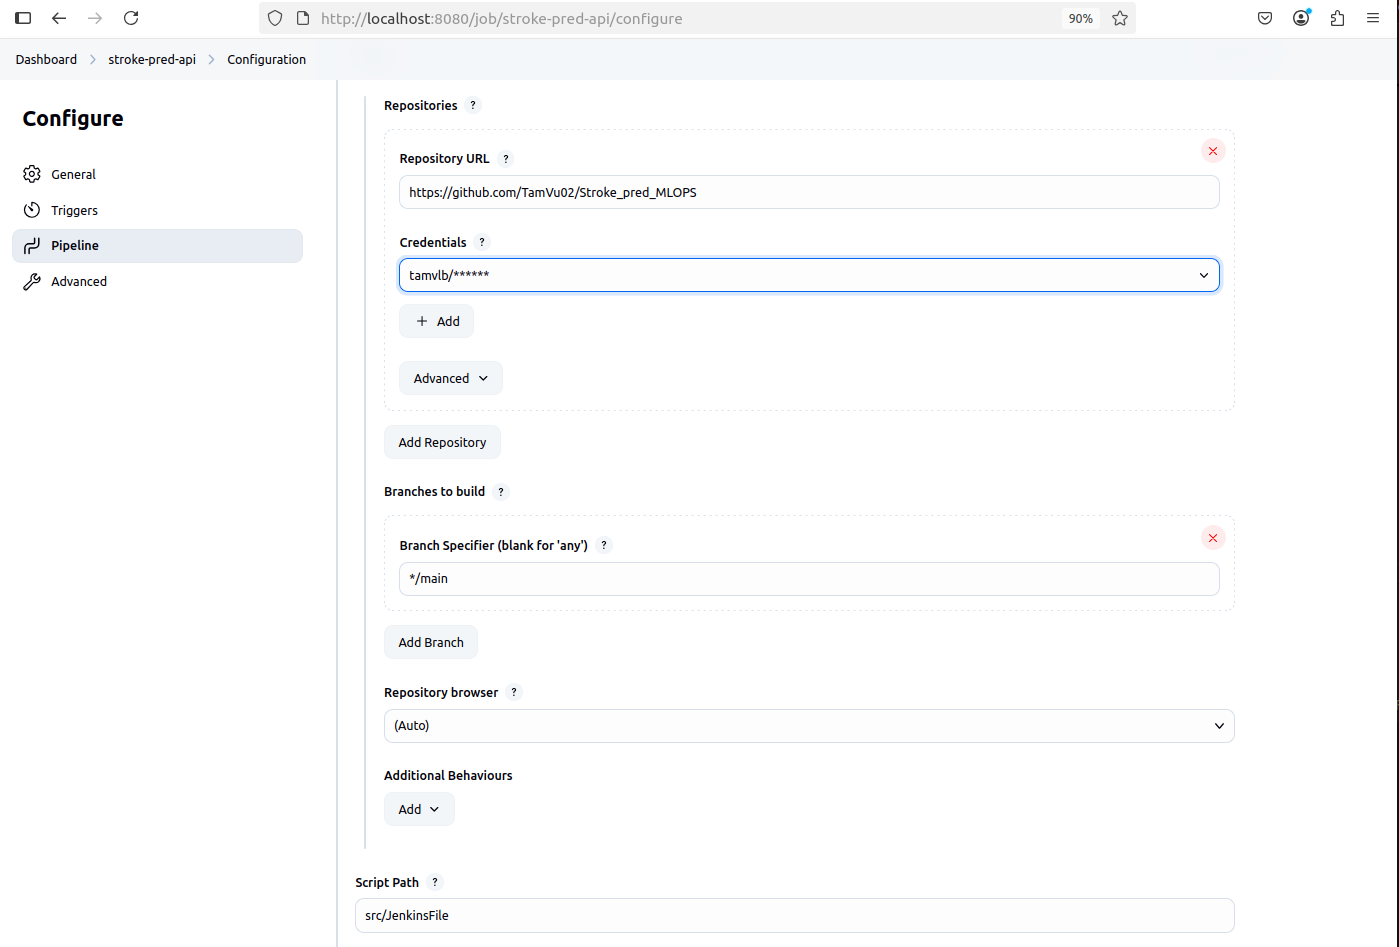 http://localhost:8080/job/stroke-pred-api/configure
90%
Dashboard > stroke-pred-api > Configuration
Configure
General
Triggers
Pipeline
Advanced
Repositories ?
Repository URL ?
https://github.com/TamVu02/Stroke_pred_MLOPS
Credentials ?
tamvlb/******
+ Add
Advanced
Add Repository
Branches to build ?
Branch Specifier (blank for 'any') ?
*/main
Add Branch
Repository browser ?
(Auto)
Additional Behaviours
Add
Script Path ?
src/JenkinsFile